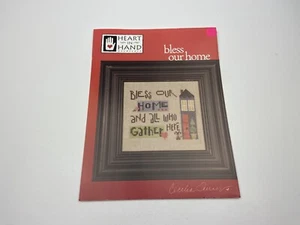 HEART
IN
HAND
bless
our home
BLESS OUR
HOME
and all who
Gather HERE